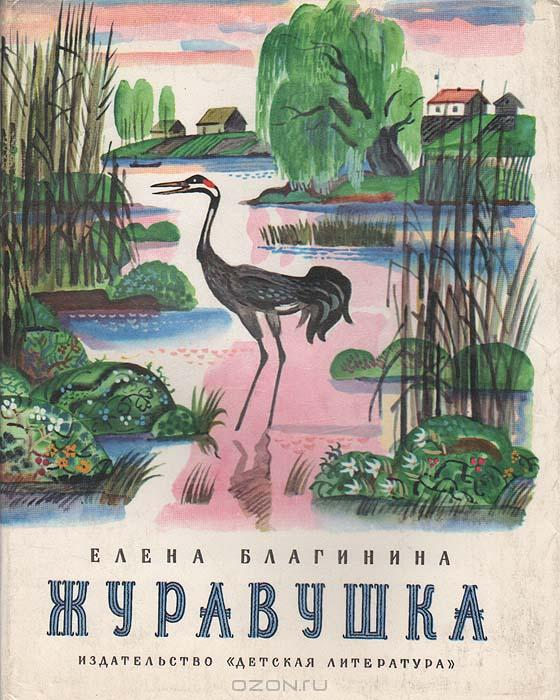 ЕЛЕНА БЛАГИНИНА
ЖУРАВУШКА
ИЗДАТЕЛЬСТВО «ДЕТСКАЯ ЛИТЕРАТУРА»
OZON.RU